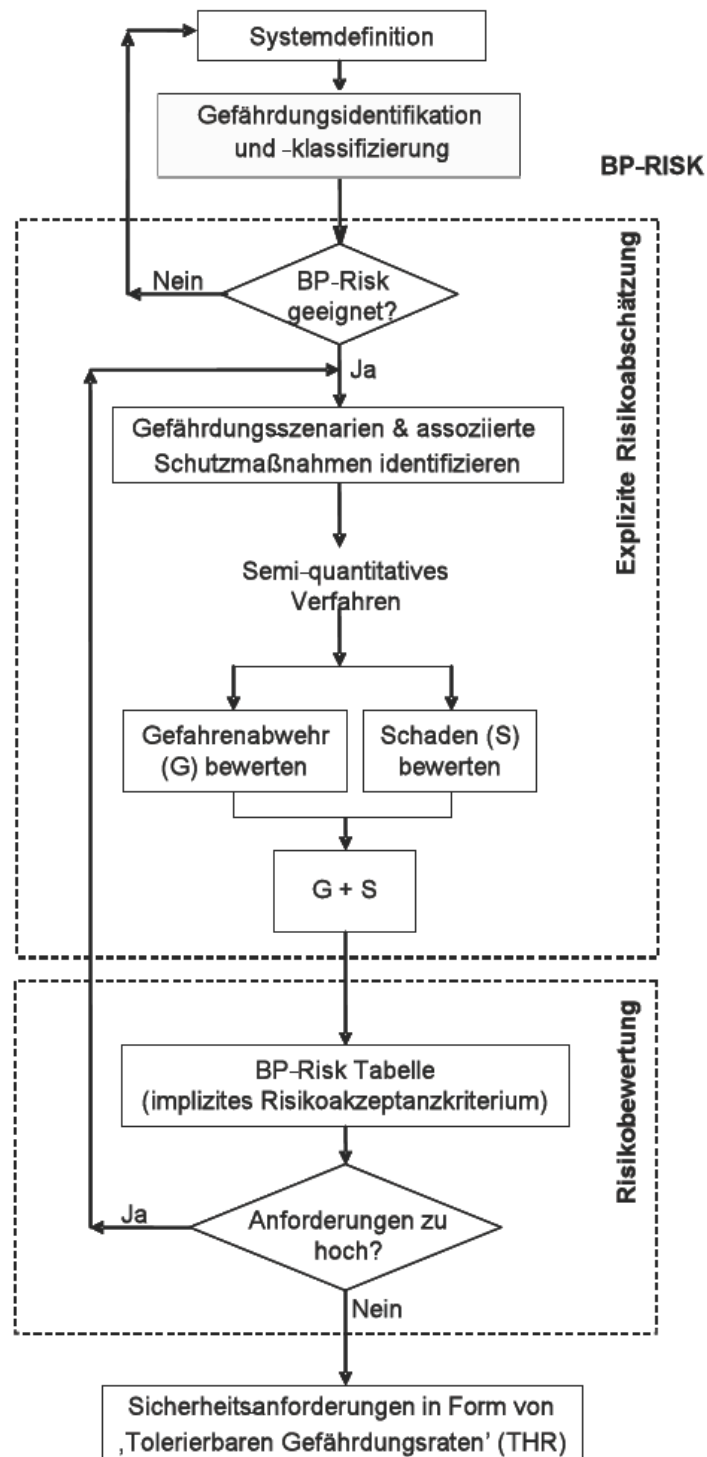 Systemdefinition
Gefährdungsidentifikation
und -klassifizierung
BP-RISK
Explizite Risikoabschätzung
BP-Risk
geeignet?
Nein
Ja
Gefährdungsszenarien & assoziierte
Schutzmaßnahmen identifizieren
Semi-quantitatives
Verfahren
Gefahrenabwehr
(G) bewerten
Schaden (S)
bewerten
G + S
Risikobewertung
BP-Risk Tabelle
(implizites Risikoakzeptanzkriterium)
Anforderungen zu
hoch?
Ja
Nein
Sicherheitsanforderungen in Form von
‚Tolerierbaren Gefährdungsraten’ (THR)